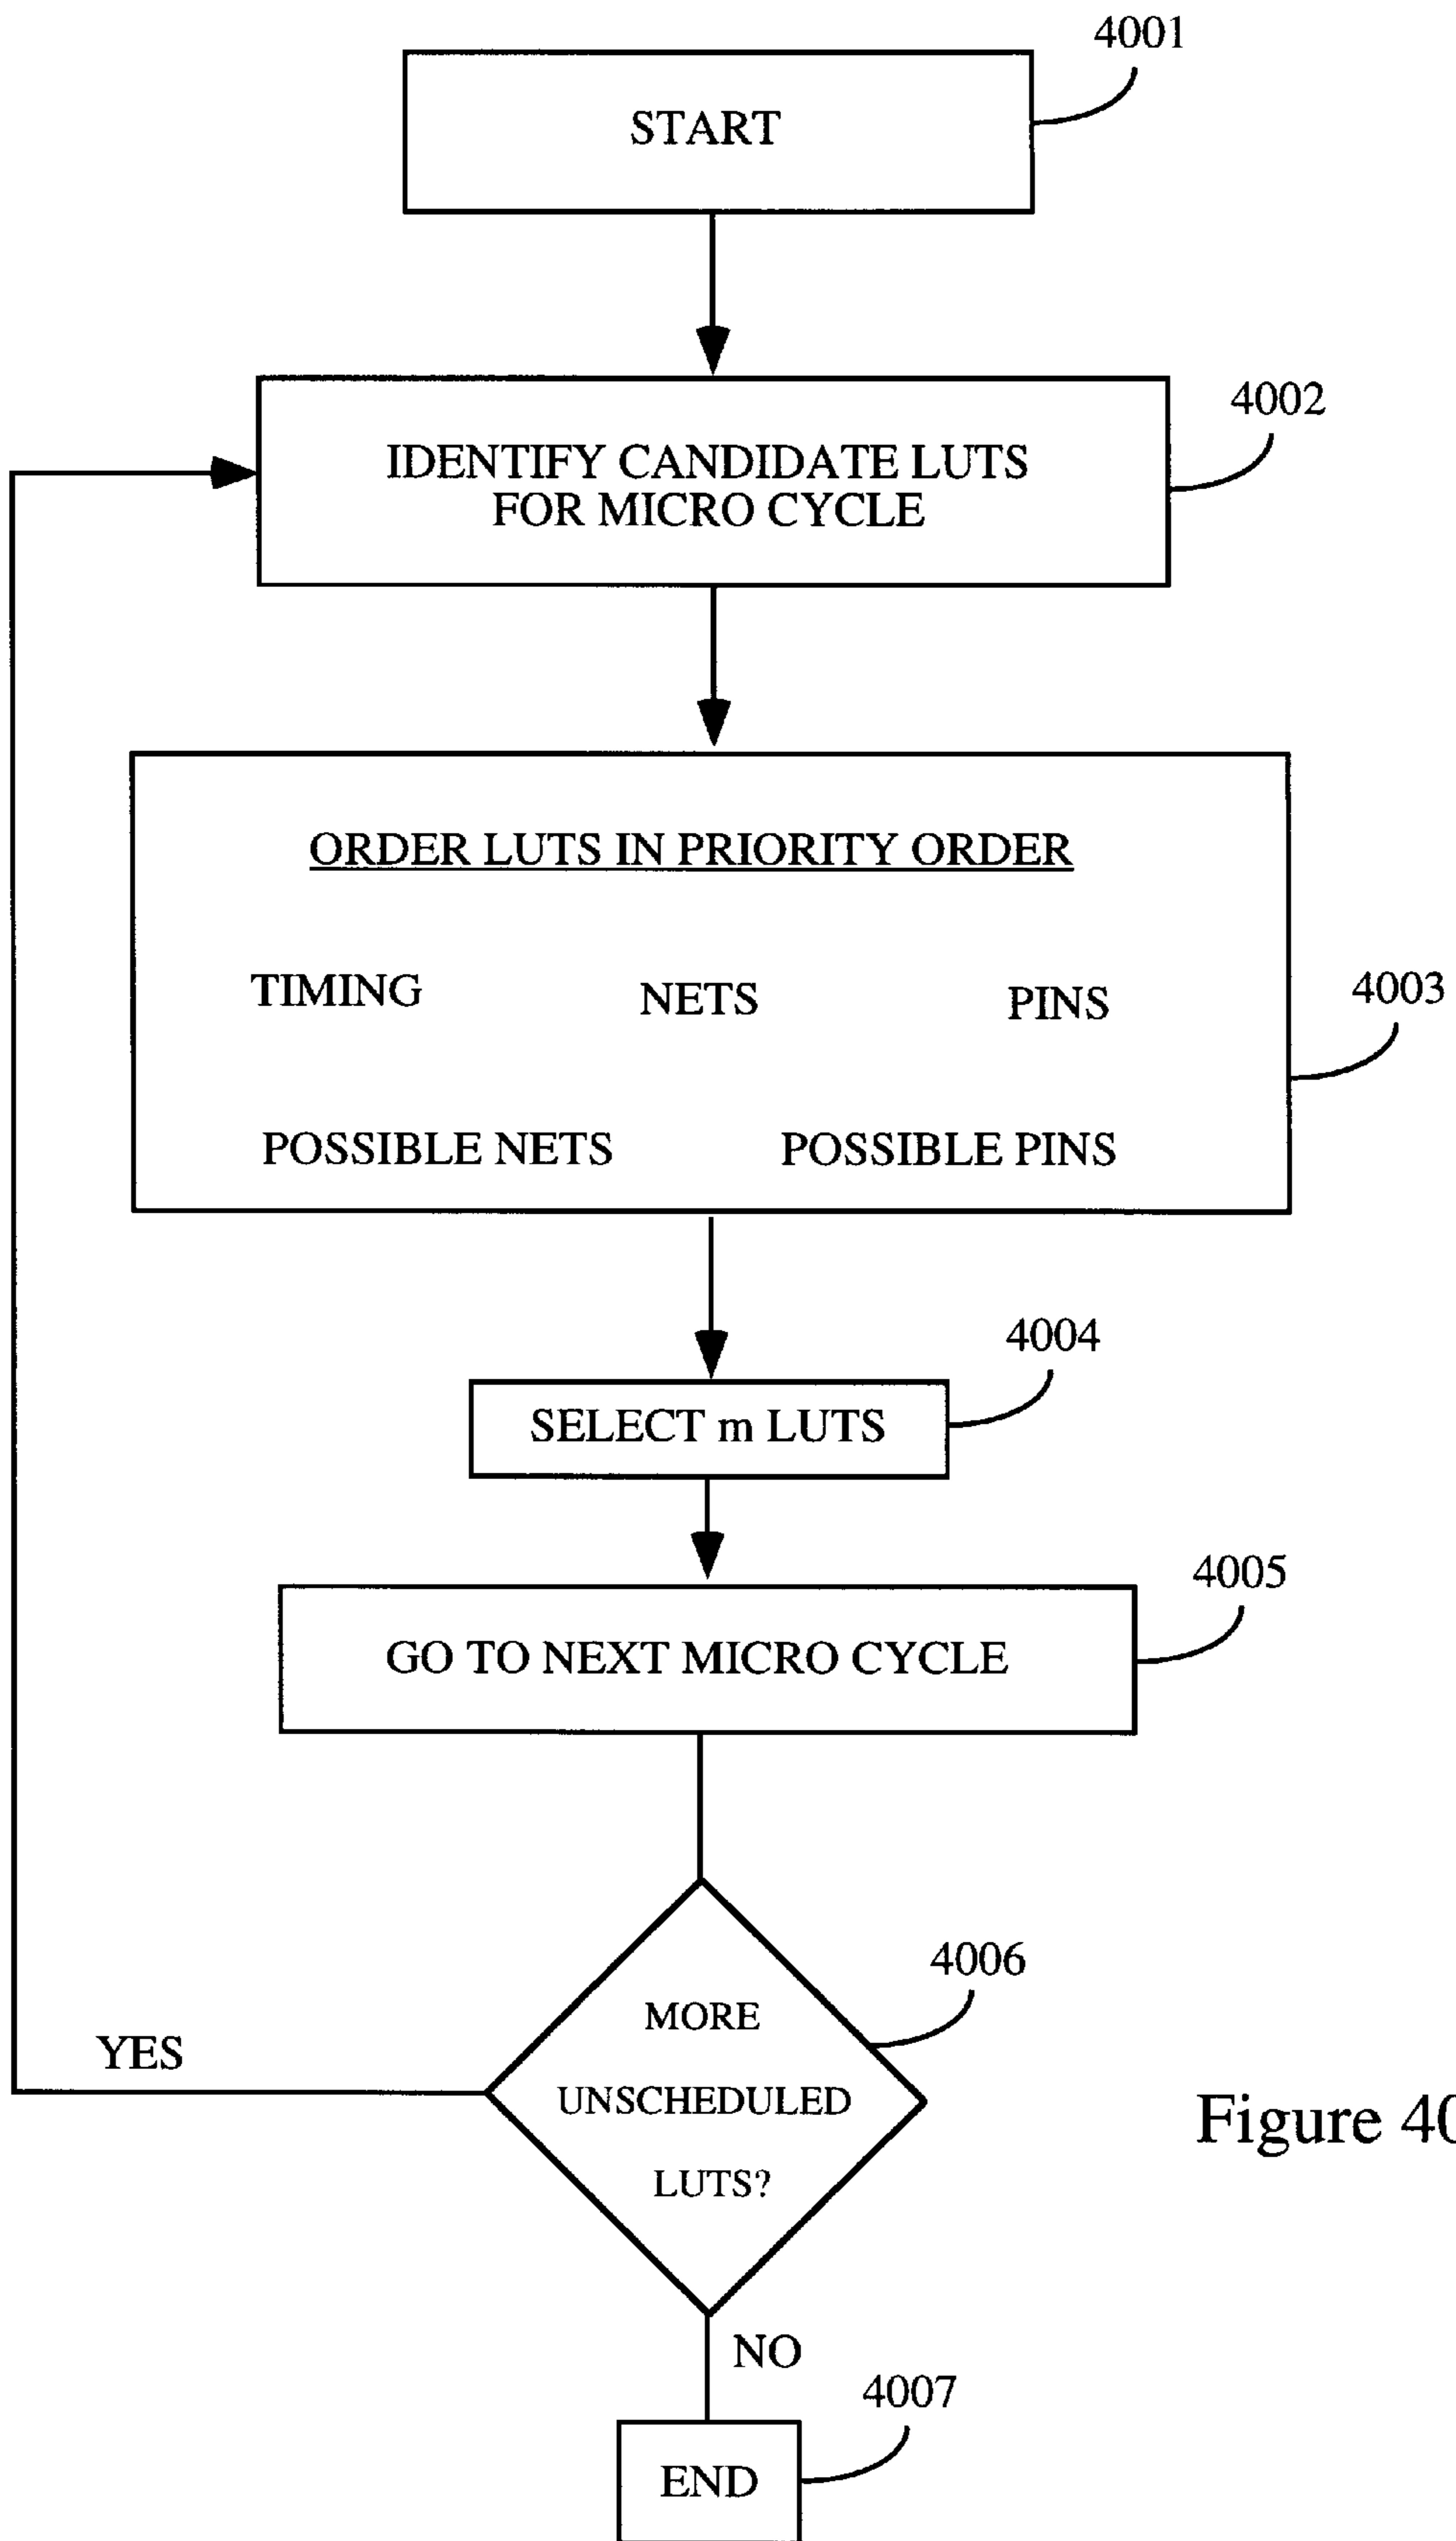 4001
START
4002
IDENTIFY CANDIDATE LUTS
FOR MICRO CYCLE
ORDER LUTS IN PRIORITY ORDER
TIMING NETS PINS
4003
POSSIBLE NETS POSSIBLE PINS
4004
SELECT m LUTS
4005
GO TO NEXT MICRO CYCLE
4006
MORE
YES
UNSCHEDULED
Figure 40
LUTS?
NO
4007
END